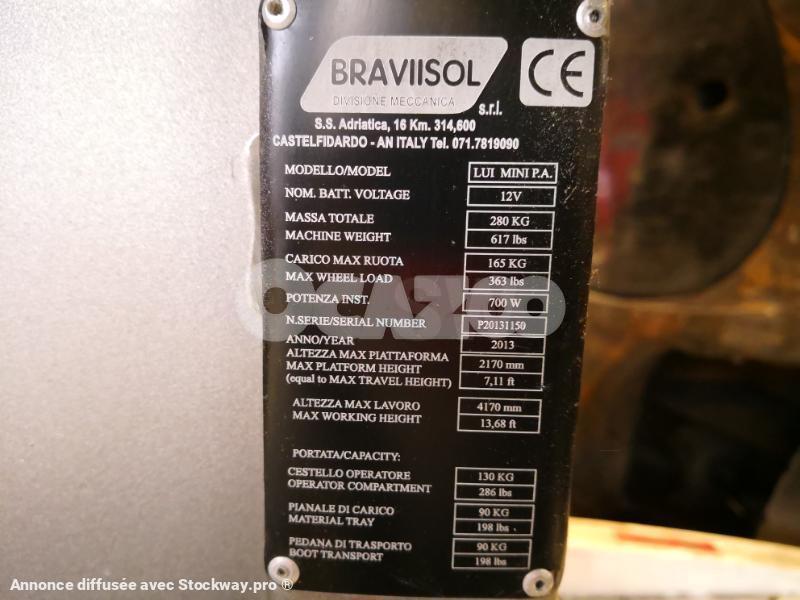 BRAVIISOL
DIVISIONE MECCANICA
s.r.l.
CE
S.S. Adriatica, 16 Km. 314,600
CASTELFIDARDO - AN ITALY Tel. 071.7819090
MODELLO/MODEL LUI MINI P.A.
NOM. BATT. VOLTAGE 12V
MASSA TOTALE 280 KG
MACHINE WEIGHT 617 lbs
CARICO MAX RUOTA 165 KG
MAX WHEEL LOAD 363 lbs
POTENZA INST. 700 W
OCAZOO
N.SERIE/SERIAL NUMBER P20131150
ANNO/YEAR 2013
ALTEZZA MAX PIATTAFORMA 2170 mm
MAX PLATFORM HEIGHT
(equal to MAX TRAVEL HEIGHT) 7,11 ft
ALTEZZA MAX LAVORO 4170 mm
MAX WORKING HEIGHT 13,68 ft
PORTATA/CAPACITY:
CESTELLO OPERATORE 130 KG
OPERATOR COMPARTMENT 286 lbs
PIANALE DI CARICO 90 KG
MATERIAL TRAY 198 lbs
PEDANA DI TRASPORTO 90 KG
BOOT TRANSPORT 198 lbs
Annonce diffusée avec Stockway.pro ®